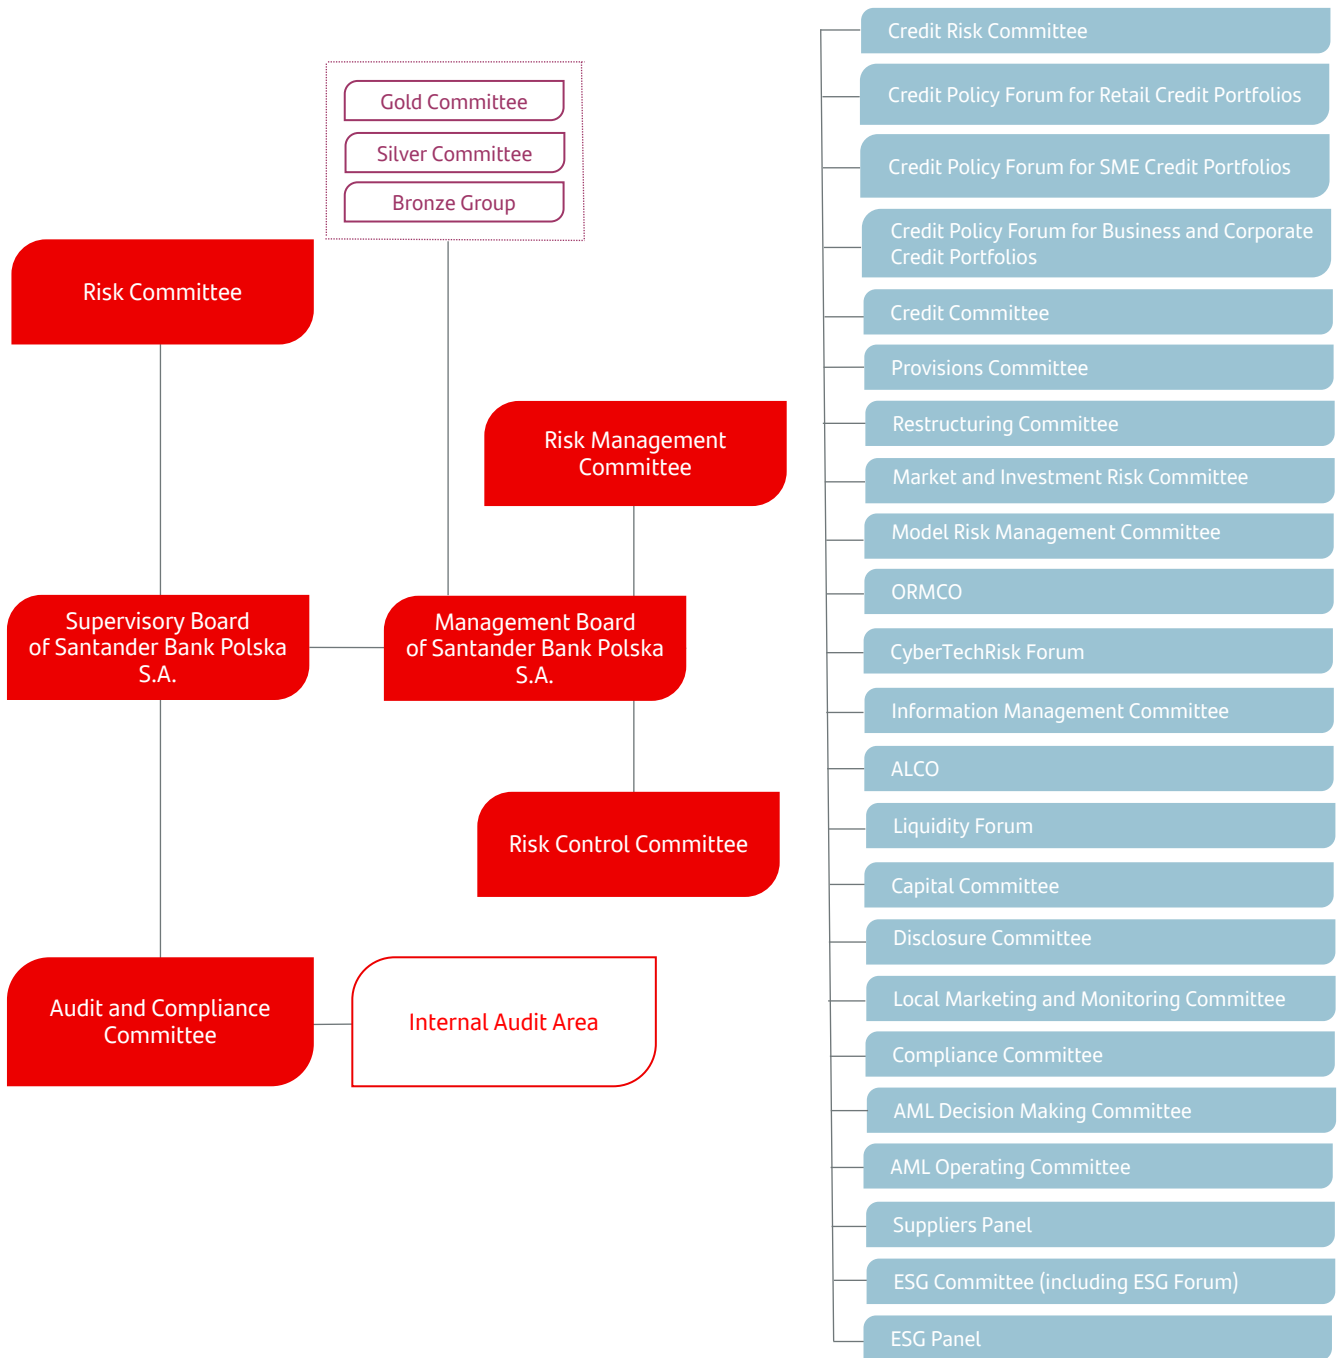 Gold Committee
Silver Committee
Bronze Group
Risk Committee
Risk Management
Committee
Supervisory Board
of Santander Bank Polska
S.A.
Management Board
of Santander Bank Polska
S.A.
Risk Control Committee
Audit and Compliance
Committee
Internal Audit Area
Credit Risk Committee
Credit Policy Forum for Retail Credit Portfolios
Credit Policy Forum for SME Credit Portfolios
Credit Policy Forum for Business and Corporate
Credit Portfolios
Credit Committee
Provisions Committee
Restructuring Committee
Market and Investment Risk Committee
Model Risk Management Committee
ORMCO
CyberTechRisk Forum
Information Management Committee
ALCO
Liquidity Forum
Capital Committee
Disclosure Committee
Local Marketing and Monitoring Committee
Compliance Committee
AML Decision Making Committee
AML Operating Committee
Suppliers Panel
ESG Committee (including ESG Forum)
ESG Panel